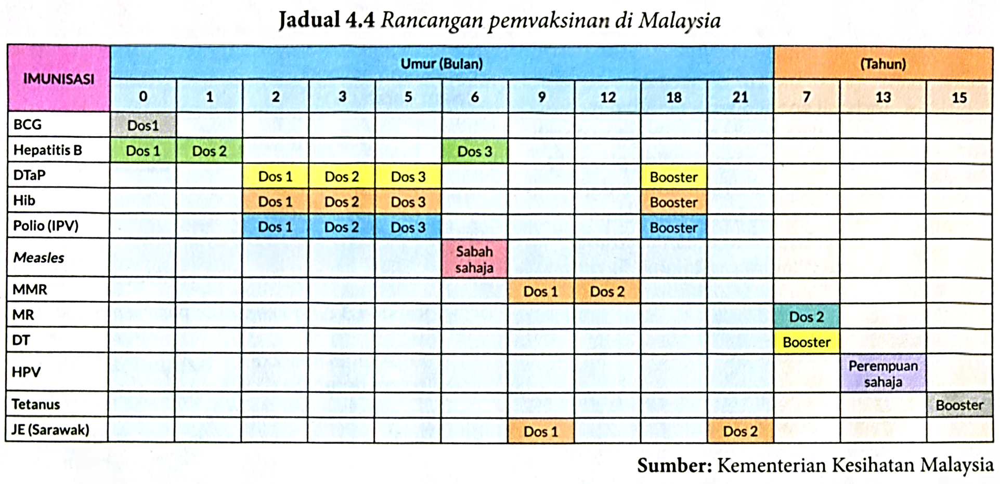 Jadual 4.4 Rancangan pemvaksinan di Malaysia
IMUNISASI
Umur (Bulan) (Tahun)
0 1 2 3 5 6 9 12 18 21 7 13 15
BCG Dos1
Hepatitis B Dos 1 Dos 2 Dos 3
DTaP Dos 1 Dos 2 Dos 3 Booster
Hib Dos 1 Dos 2 Dos 3 Booster
Polio (IPV) Dos 1 Dos 2 Dos 3 Booster
Measles Sabah
sahaja
MMR Dos 1 Dos 2
MR Dos 2
DT Booster
HPV Perempuan
sahaja
Tetanus Booster
JE (Sarawak) Dos 1 Dos 2
Sumber: Kementerian Kesihatan Malaysia